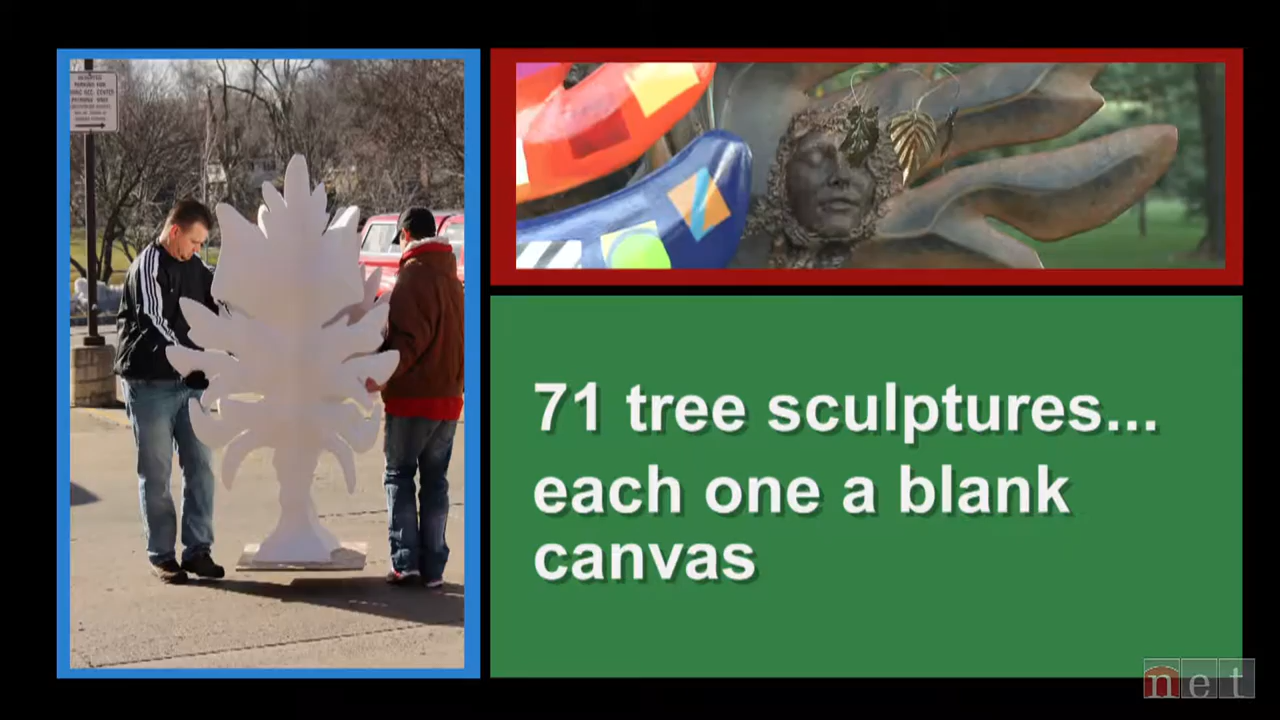 71 tree sculptures...
each one a blank
canvas
net